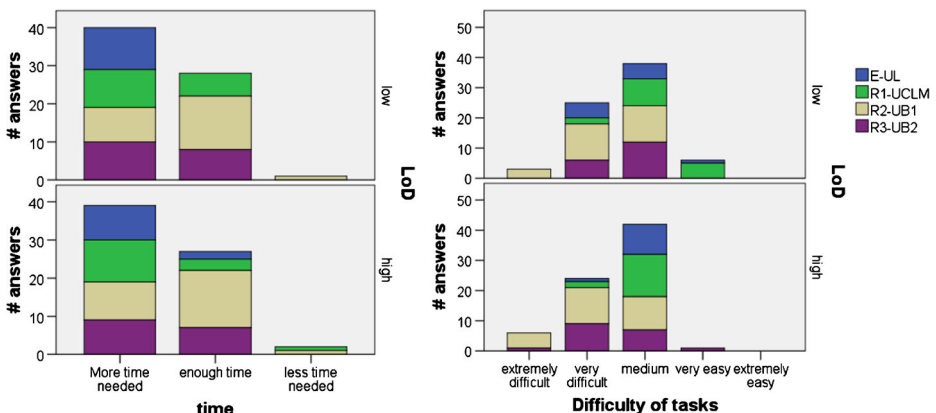 40
30
20
10
0
# answers
low
40
30
20
10
0
# answers
high
LoD
More time needed
enough time
less time needed
time
50
40
30
20
10
0
# answers
low
50
40
30
20
10
0
# answers
high
LoD
extremely difficult
very difficult
medium
very easy
extremely easy
Difficulty of tasks
E-UL
R1-UCLM
R2-UB1
R3-UB2